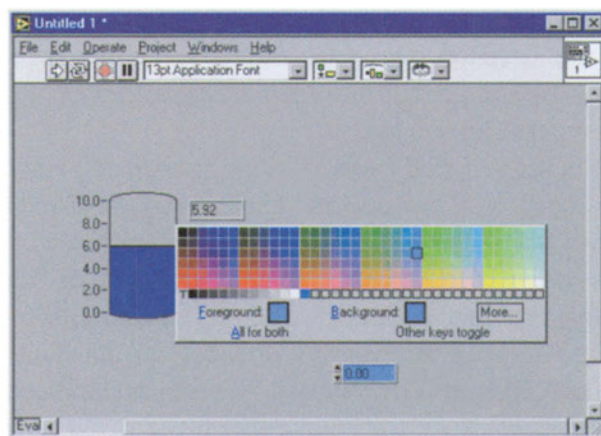 Untitled 1 *
File Edit Operate Project Windows Help
13pt Application Font
1
10.0
8.0
6.0
4.0
2.0
0.0
5.92
T
Foreground: Background: More...
All for both Other keys toggle
0.00
Eval